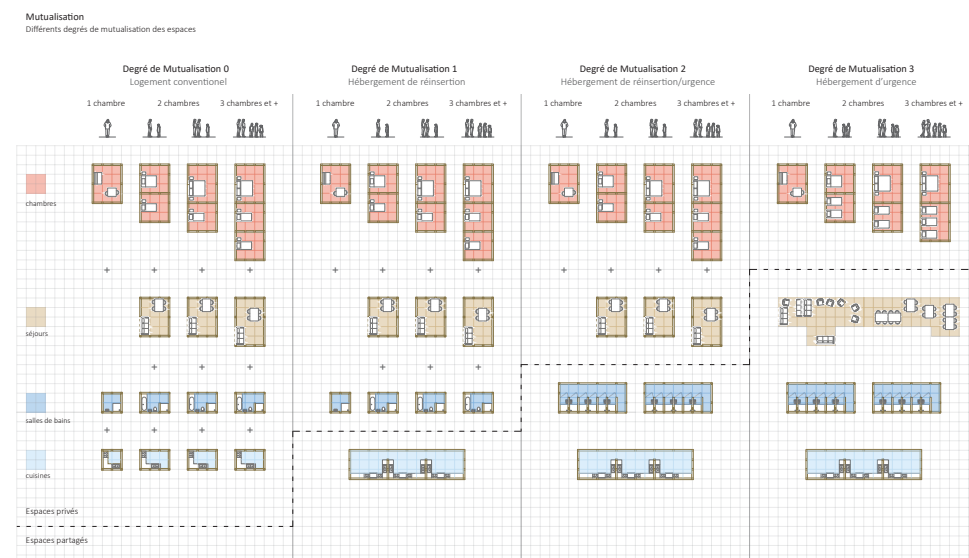 Mutualisation
Différents degrés de mutualisation des espaces
Degré de Mutualisation 0
Logement conventionel
1 chambre 2 chambres 3 chambres et +
Degré de Mutualisation 1
Hébergement de réinsertion
1 chambre 2 chambres 3 chambres et +
Degré de Mutualisation 2
Hébergement de réinsertion/urgence
1 chambre 2 chambres 3 chambres et +
Degré de Mutualisation 3
Hébergement d'urgence
1 chambre 2 chambres 3 chambres et +
chambres
séjours
salles de bains
cuisines
Espaces privés
Espaces partagés